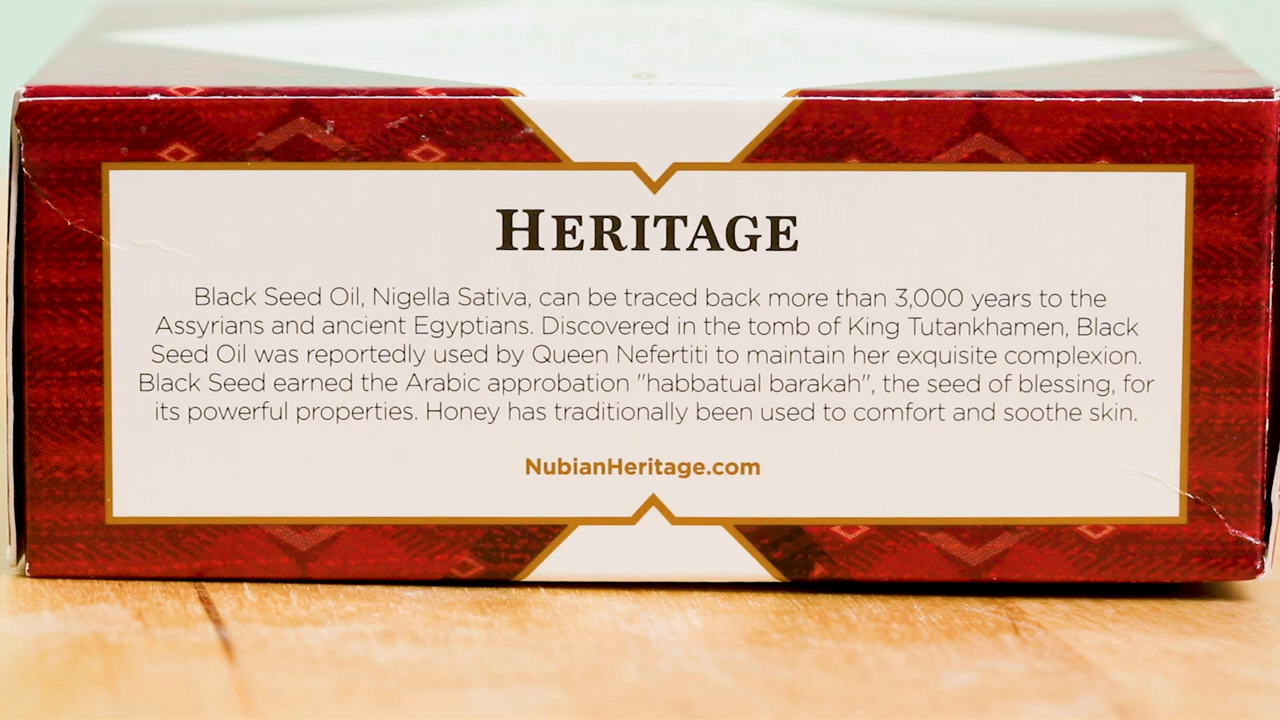 HERITAGE
Black Seed Oil, Nigella Sativa, can be traced back more than 3,000 years to the
Assyrians and ancient Egyptians. Discovered in the tomb of King Tutankhamen, Black
Seed Oil was reportedly used by Queen Nefertiti to maintain her exquisite complexion.
Black Seed earned the Arabic approbation "habbatual barakah", the seed of blessing, for
its powerful properties. Honey has traditionally been used to comfort and soothe skin.
NubianHeritage.com